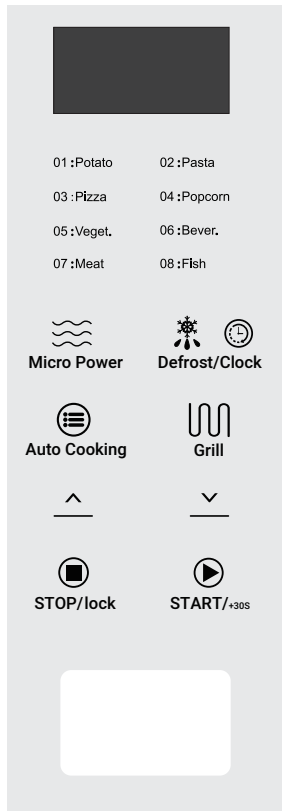 01:Potato 02:Pasta
03:Pizza 04:Popcorn
05:Veget. 06:Bever.
07:Meat 08:Fish
Micro Power Defrost/Clock
Auto Cooking Grill
STOP/lock START/+30S